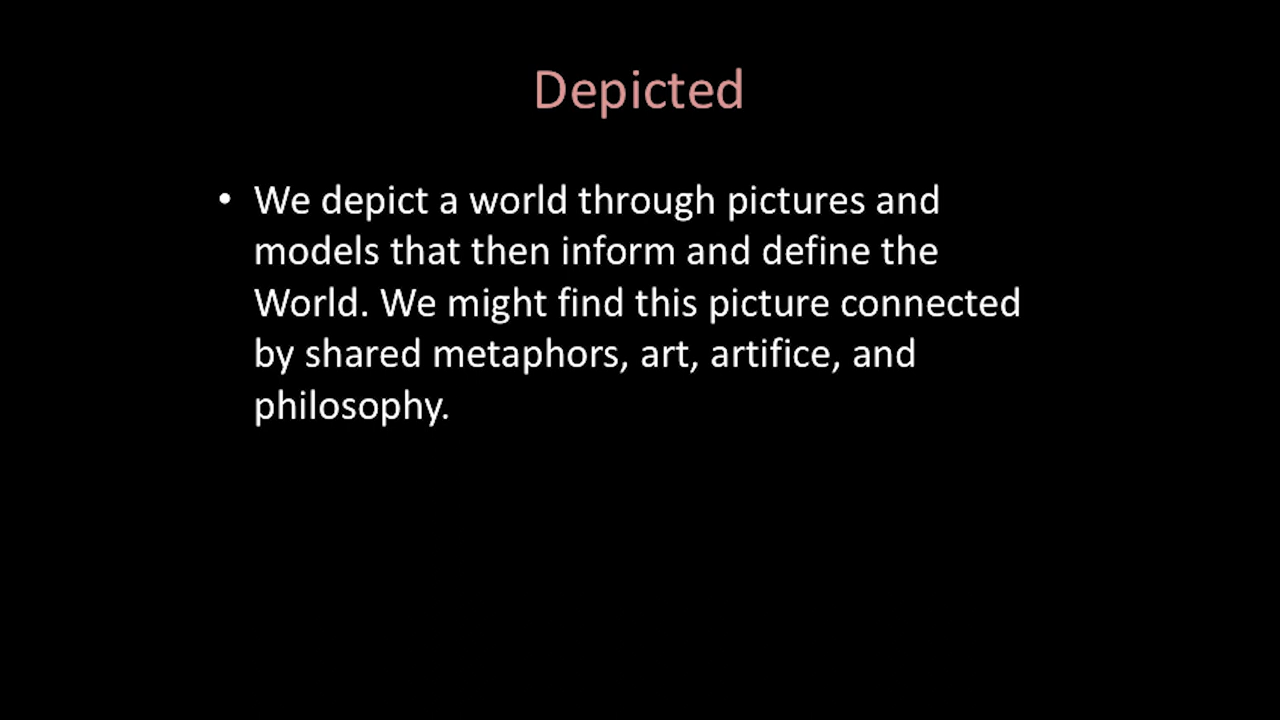 Depicted
• We depict a world through pictures and
models that then inform and define the
World. We might find this picture connected
by shared metaphors, art, artifice, and
philosophy.